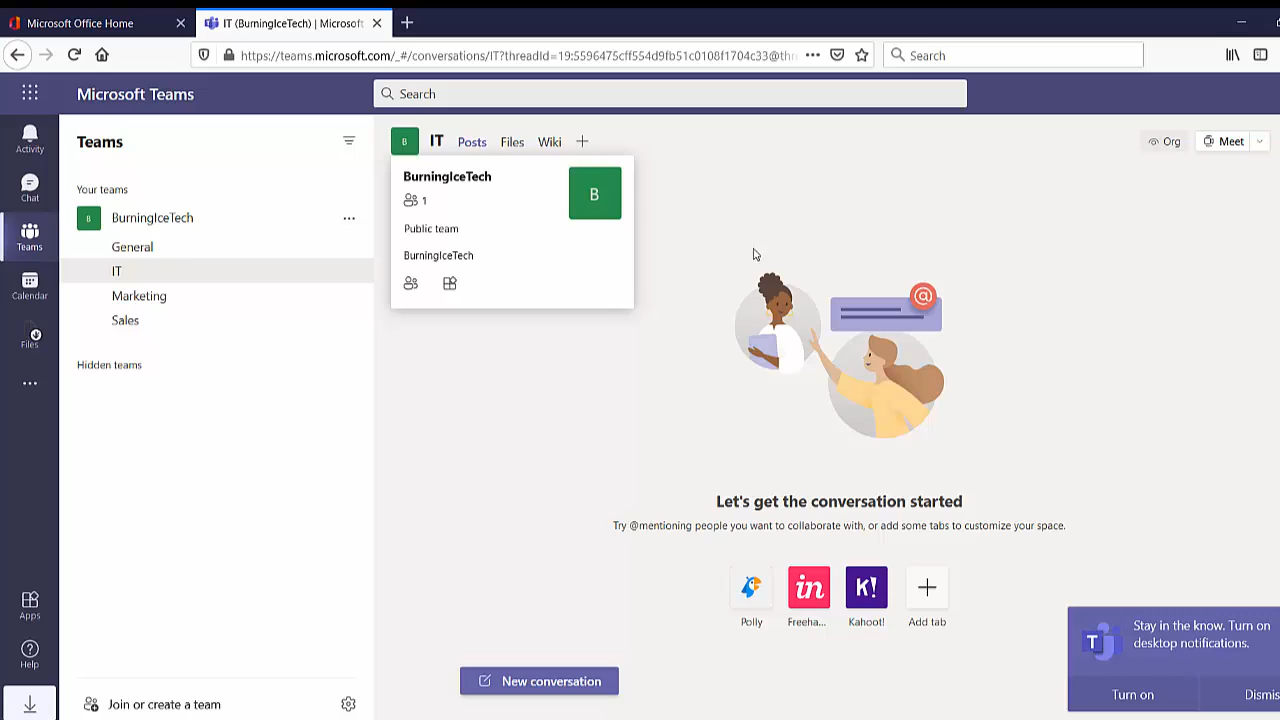 Microsoft Office Home
IT (BurningIceTech) | Microsoft
https://teams.microsoft.com/_#/conversations/IT?threadId=19:5596475cff554d9fb51c0108f1704c33@thr
Search
Microsoft Teams
Search
Activity
Chat
Teams
Calendar
Files
Apps
Help
Teams
Your teams
B
BurningIceTech
General
IT
Marketing
Sales
Hidden teams
Join or create a team
B
IT
Posts
Files
Wiki
Org
Meet
BurningIceTech
B
1
Public team
BurningIceTech
@
Let's get the conversation started
Try @mentioning people you want to collaborate with, or add some tabs to customize your space.
in
K!
Polly
Freeha...
Kahoot!
Add tab
New conversation
T
Stay in the know. Turn on
desktop notifications.
Turn on
Dismis